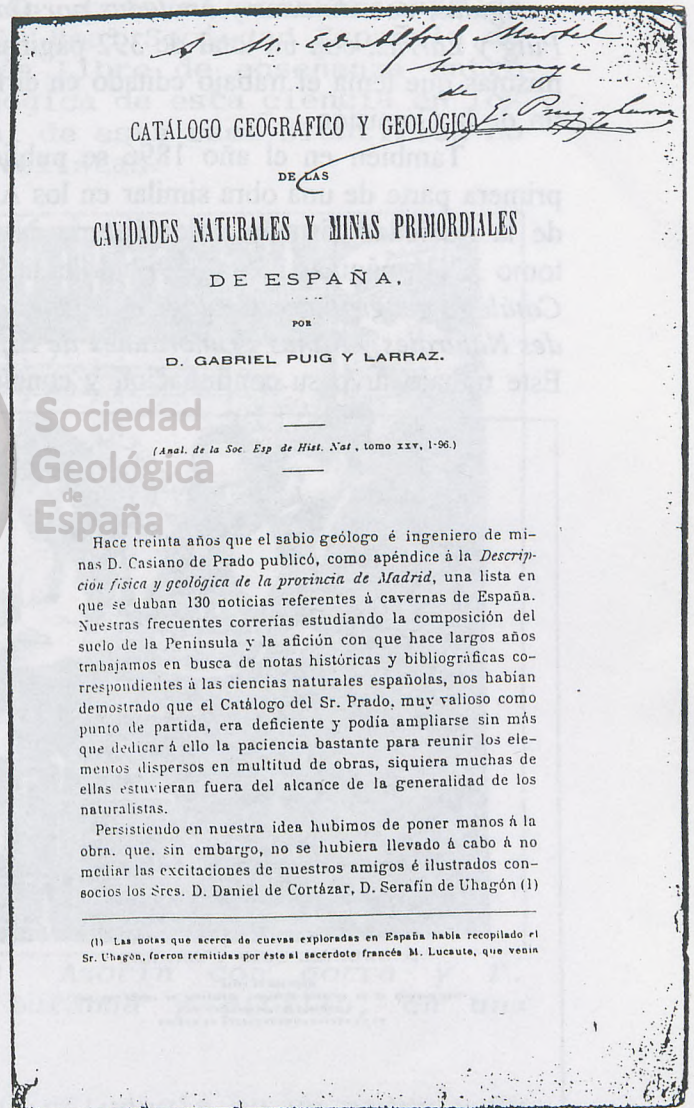 A M. Ed. Alfred Martel
hommage
de G. Puig y Larraz
CATÁLOGO GEOGRÁFICO Y GEOLÓGICO
DE LAS
CAVIDADES NATURALES Y MINAS PRIMORDIALES
DE ESPAÑA,
POR
D. GABRIEL PUIG Y LARRAZ.
(Anal. de la Soc. Esp de Hist. Nat, tomo XXV, 1-96.)
Sociedad
Geológica
de
España
Hace treinta años que el sabio geólogo é ingeniero de mi-
nas D. Casiano de Prado publicó, como apéndice á la Descrip-
ción física y geológica de la provincia de Madrid, una lista en
que se daban 130 noticias referentes á cavernas de España.
Nuestras frecuentes correrías estudiando la composición del
suelo de la Península y la afición con que hace largos años
trabajamos en busca de notas históricas y bibliográficas co-
rrespondientes á las ciencias naturales españolas, nos habían
demostrado que el Catálogo del Sr. Prado, muy valioso como
punto de partida, era deficiente y podía ampliarse sin más
que dedicar á ello la paciencia bastante para reunir los ele-
mentos dispersos en multitud de obras, siquiera muchas de
ellas estuvieran fuera del alcance de la generalidad de los
naturalistas.
Persistiendo en nuestra idea hubimos de poner manos á la
obra. que. sin embargo, no se hubiera llevado á cabo á no
mediar las excitaciones de nuestros amigos é ilustrados con-
socios los Sres. D. Daniel de Cortázar, D. Serafín de Uhagón (1)
(1) Las notas que acerca de cuevas exploradas en España había recopilado el
Sr. Uhagón, fueron remitidas por éste al sacerdote francés M. Lucaute, que venía